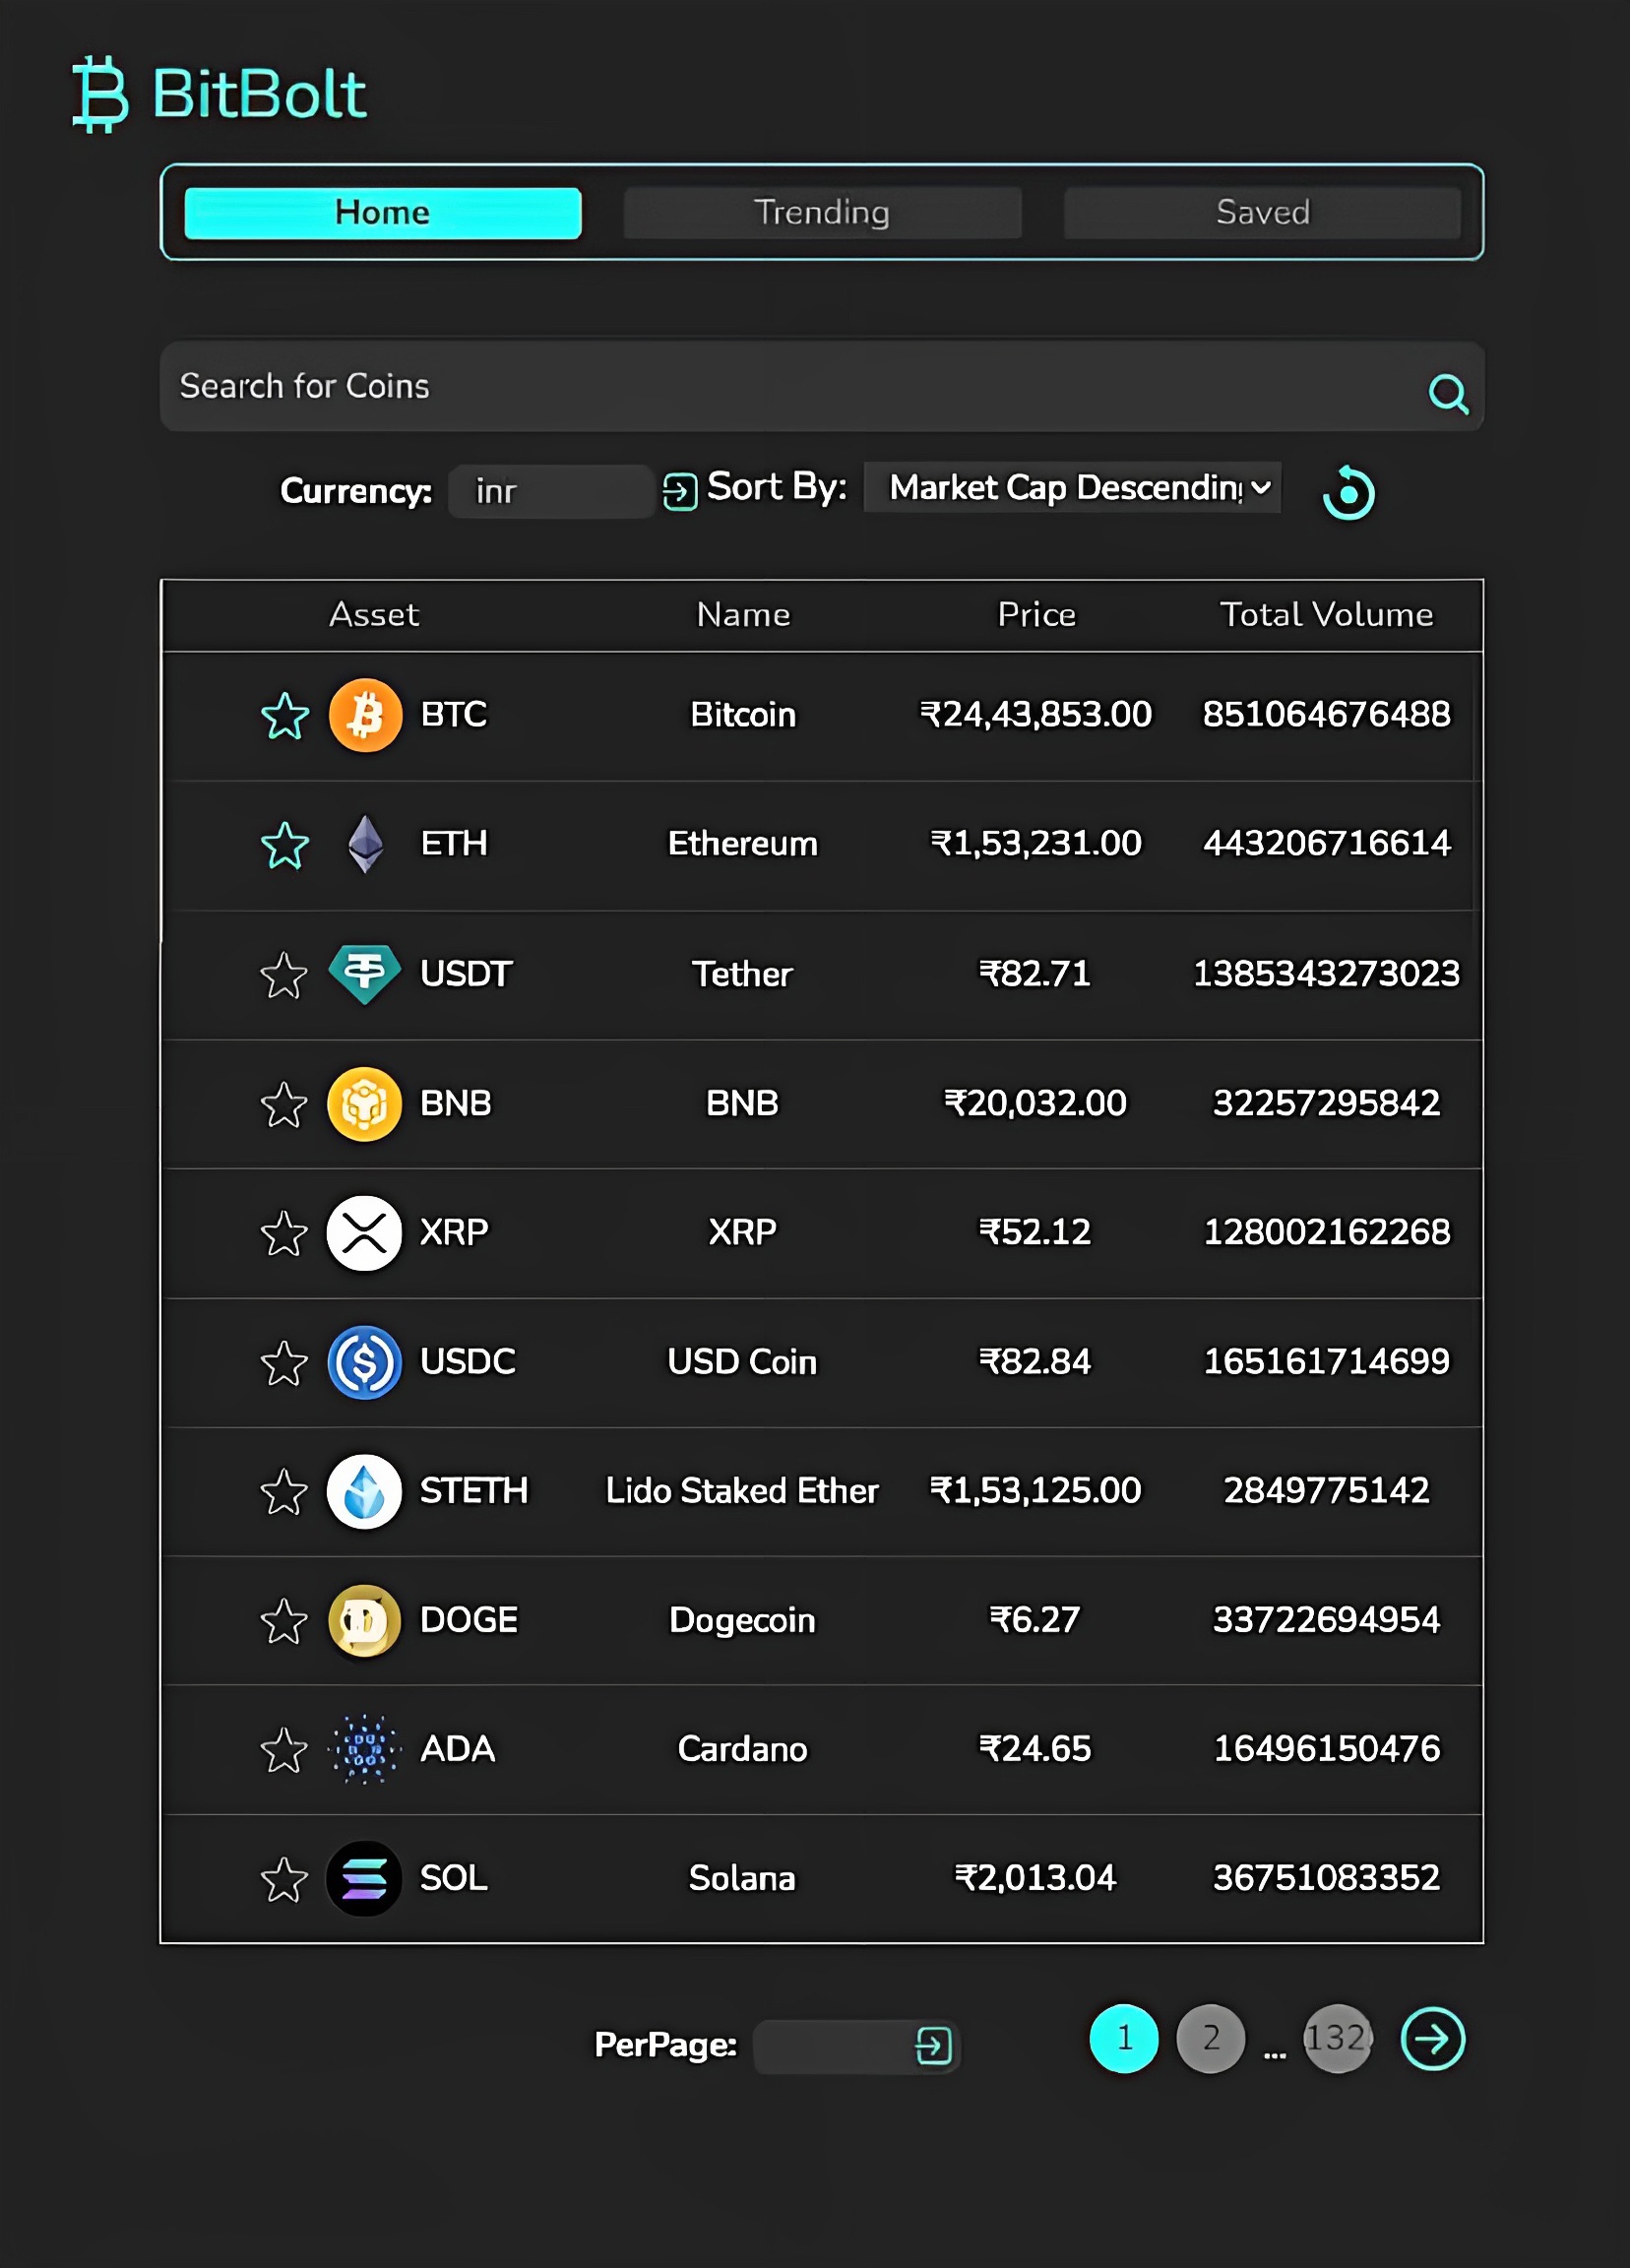 BitBolt
Home Trending Saved
Search for Coins
Currency: inr Sort By: Market Cap Descending
Asset Name Price Total Volume
BTC Bitcoin ₹24,43,853.00 851064676488
ETH Ethereum ₹1,53,231.00 443206716614
USDT Tether ₹82.71 1385343273023
BNB BNB ₹20,032.00 32257295842
XRP XRP ₹52.12 128002162268
USDC USD Coin ₹82.84 165161714699
STETH Lido Staked Ether ₹1,53,125.00 2849775142
DOGE Dogecoin ₹6.27 33722694954
ADA Cardano ₹24.65 16496150476
SOL Solana ₹2,013.04 36751083352
PerPage: 1 2 ... 132